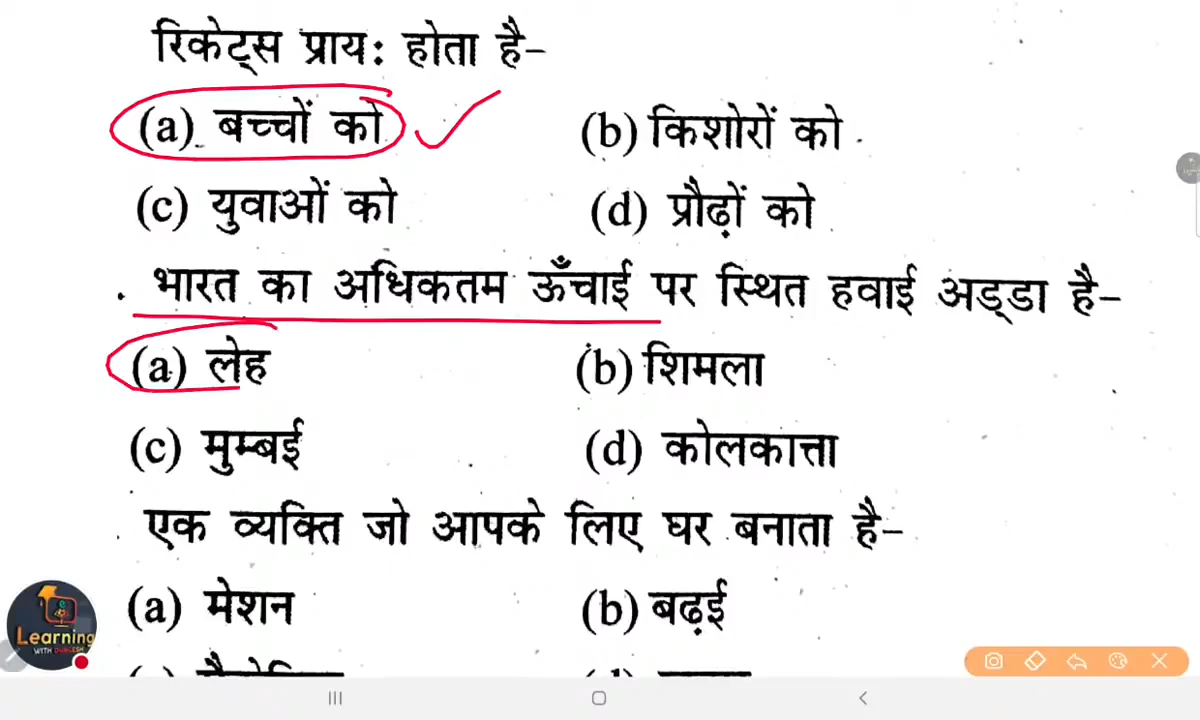 रिकेट्स प्रायः होता है-
(a) बच्चों को (b) किशोरों को
(c) युवाओं को (d) प्रौढ़ों को
भारत का अधिकतम ऊँचाई पर स्थित हवाई अड्डा है-
(a) लेह (b) शिमला
(c) मुम्बई (d) कोलकात्ता
एक व्यक्ति जो आपके लिए घर बनाता है-
(a) मेशन (b) बढ़ई
Learning